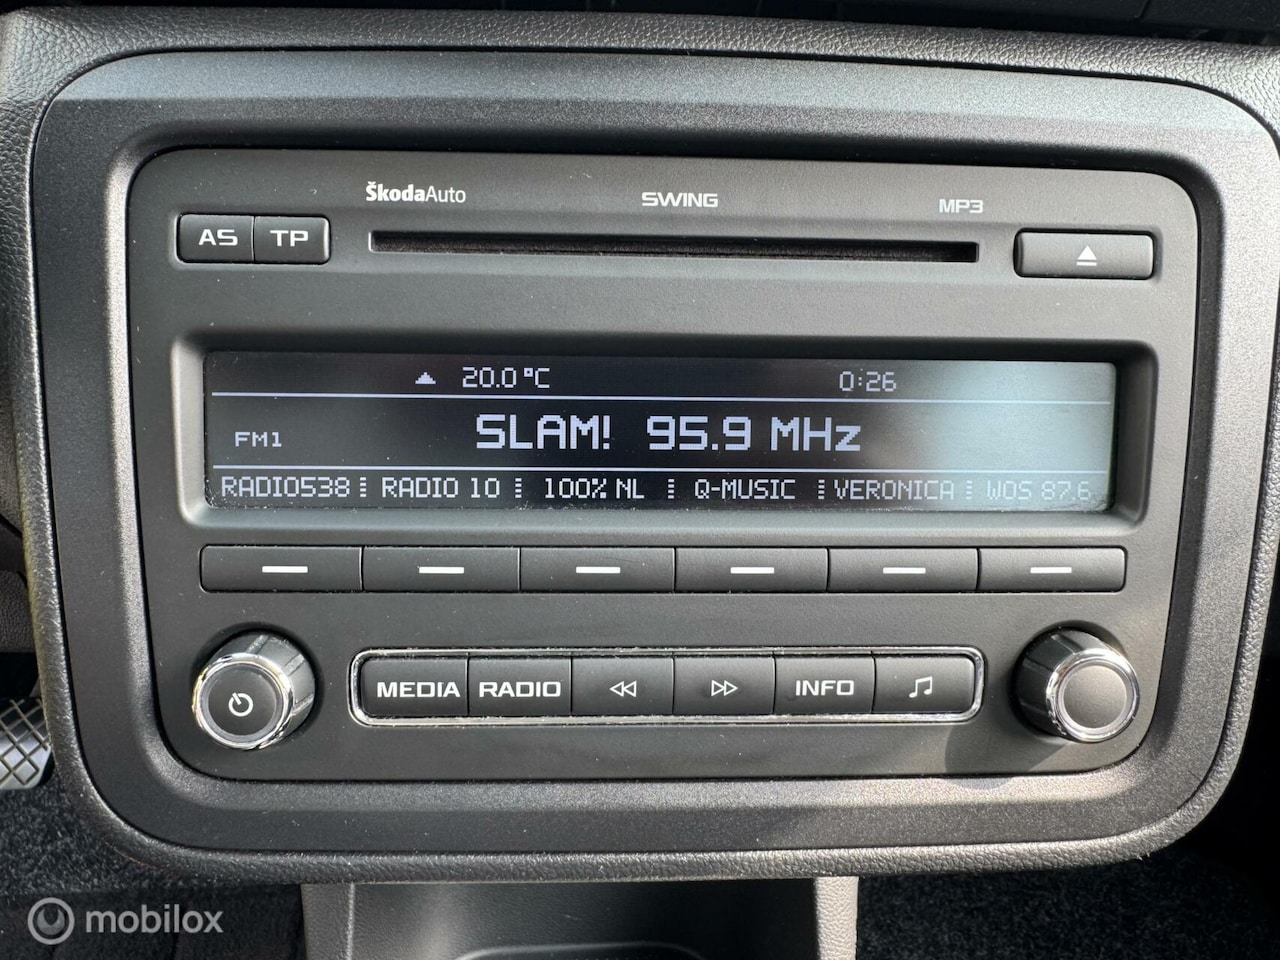 ŠkodaAuto SWING MP3
AS TP
20.0 °C 0:26
FM1 SLAM! 95.9 MHz
RADIO538 RADIO 10 100% NL Q-MUSIC VERONICA WOS 87.6
MEDIA RADIO INFO
mobilox